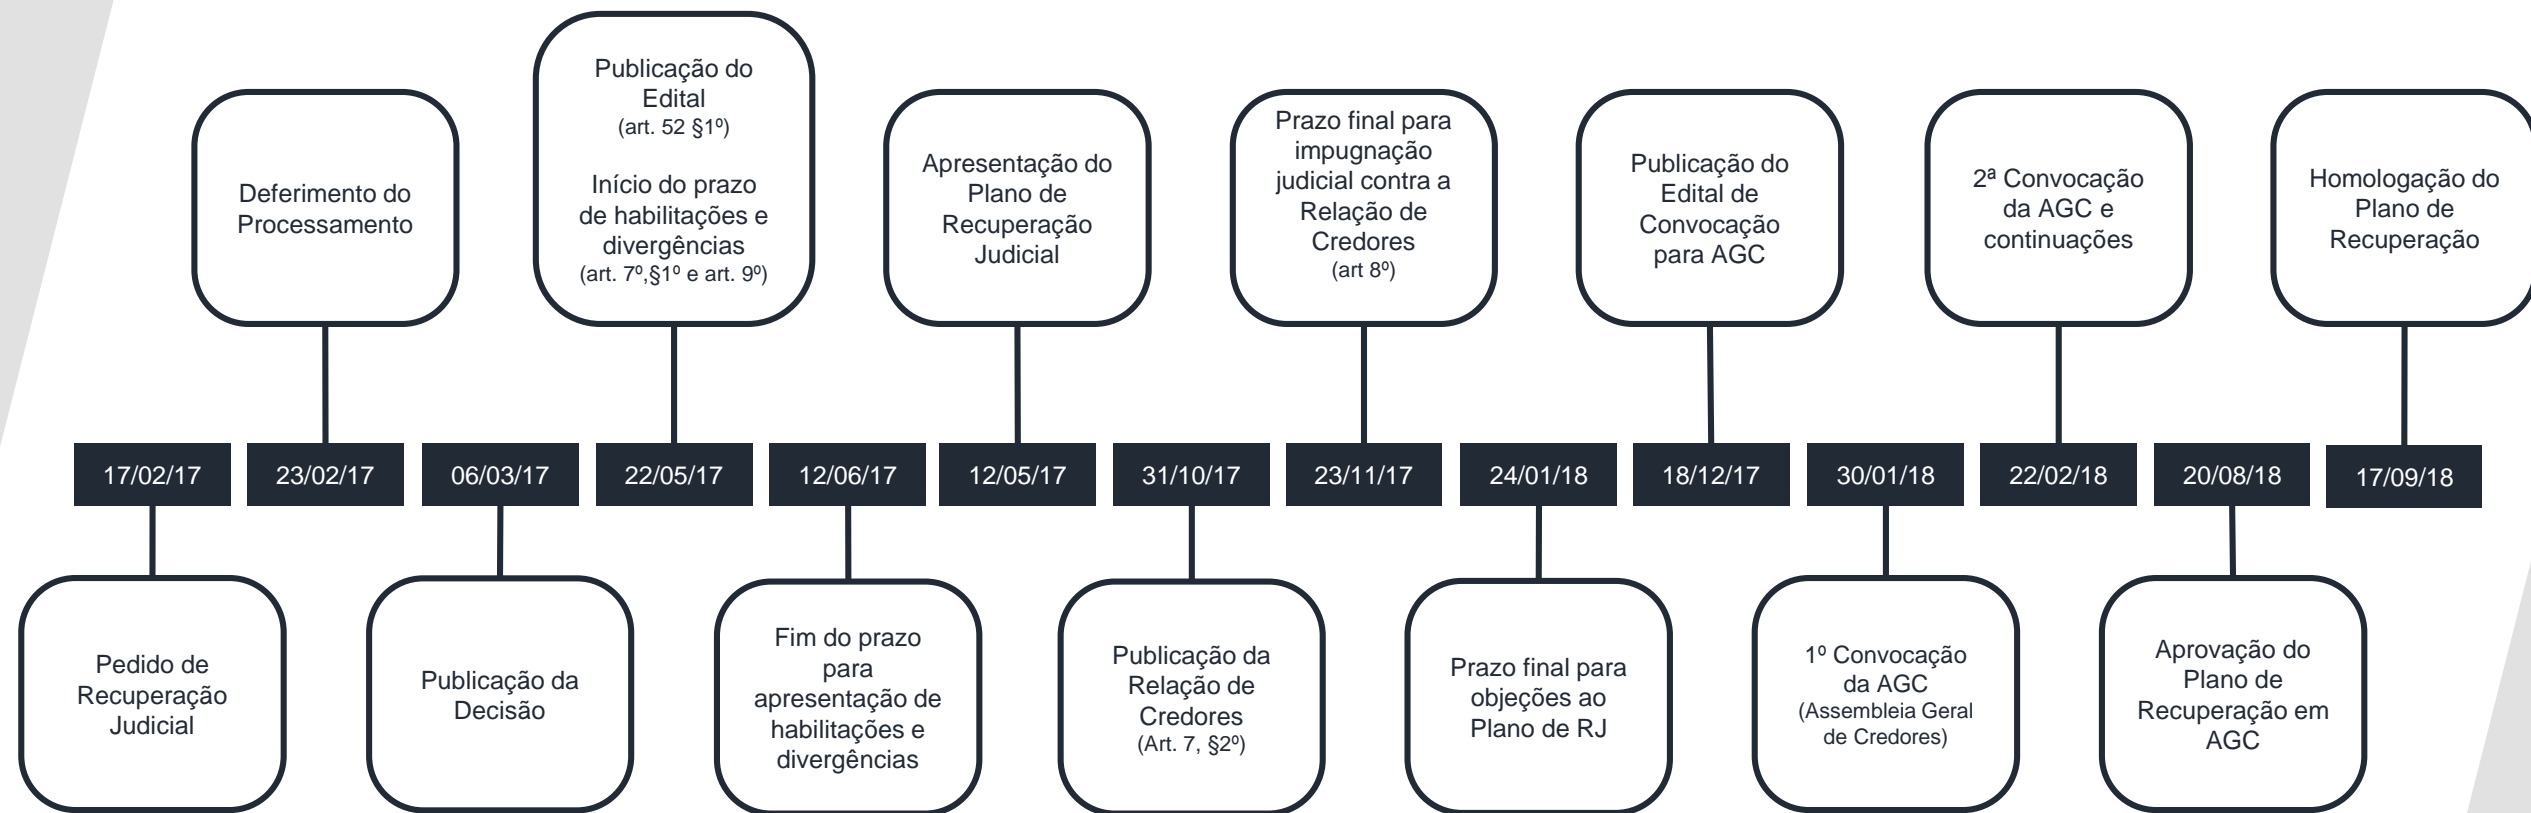 Publicação do
Edital
(art. 52 §1º)
Início do prazo
de habilitações e
divergências
(art. 7º,§1º e art. 9º)
Deferimento do
Processamento
Apresentação do
Plano de
Recuperação
Judicial
Prazo final para
impugnação
judicial contra a
Relação de
Credores
(art 8º)
Publicação do
Edital de
Convocação
para AGC
2ª Convocação
da AGC e
continuações
Homologação do
Plano de
Recuperação
17/02/17
23/02/17
06/03/17
22/05/17
12/06/17
12/05/17
31/10/17
23/11/17
24/01/18
18/12/17
30/01/18
22/02/18
20/08/18
17/09/18
Pedido de
Recuperação
Judicial
Publicação da
Decisão
Fim do prazo
para
apresentação de
habilitações e
divergências
Publicação da
Relação de
Credores
(Art. 7, §2º)
Prazo final para
objeções ao
Plano de RJ
1º Convocação
da AGC
(Assembleia Geral
de Credores)
Aprovação do
Plano de
Recuperação em
AGC